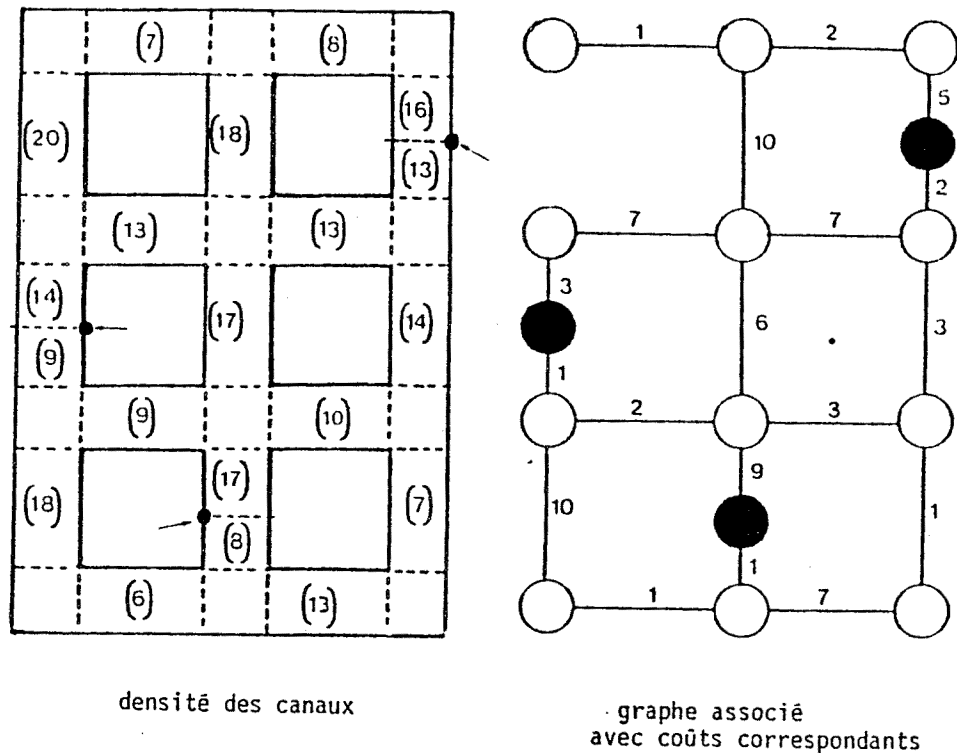 (7) (8)
1 2
(20) (18) (16)
5
(13)
10
2
(13) (13)
7 7
(14) (17) (14)
3 6 3
(9)
1
(9) (10)
2 3
(18) (17) (7)
9
10 1
(8)
1
(6) (13)
1 7
densité des canaux
graphe associé
avec coûts correspondants